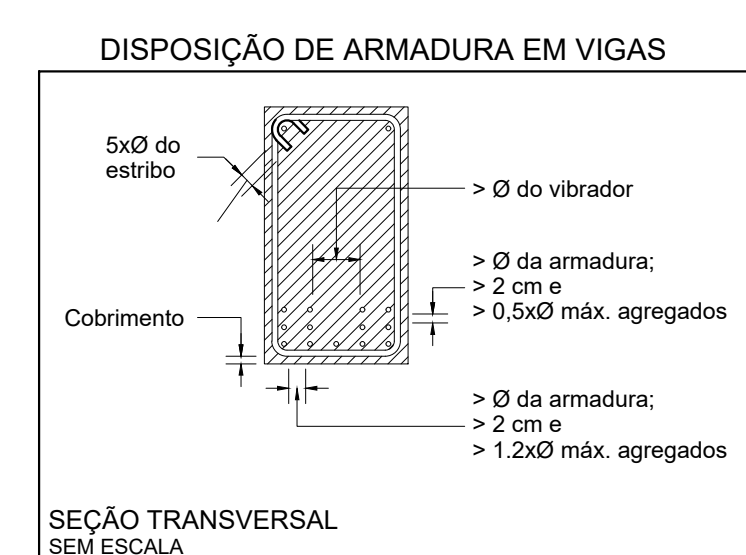 DISPOSIÇÃO DE ARMADURA EM VIGAS
5xØ do
estribo
> Ø do vibrador
> Ø da armadura;
> 2 cm e
> 0,5xØ máx. agregados
Cobrimento
> Ø da armadura;
> 2 cm e
> 1.2xØ máx. agregados
SEÇÃO TRANSVERSAL
SEM ESCALA